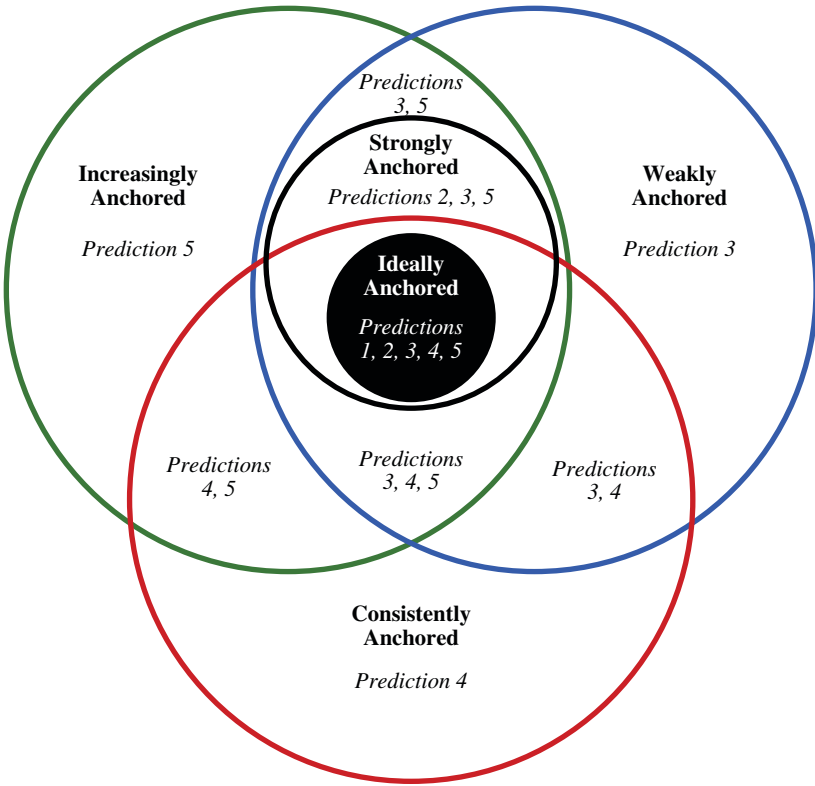 Predictions
3, 5
Strongly
Anchored
Predictions 2, 3, 5
Increasingly
Anchored
Prediction 5
Weakly
Anchored
Prediction 3
Ideally
Anchored
Predictions
1, 2, 3, 4, 5
Predictions
4, 5
Predictions
3, 4, 5
Predictions
3, 4
Consistently
Anchored
Prediction 4